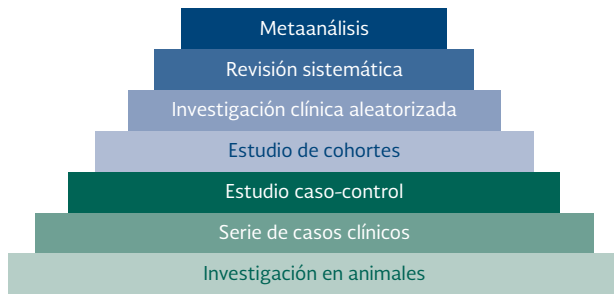 Metaanálisis
Revisión sistemática
Investigación clínica aleatorizada
Estudio de cohortes
Estudio caso-control
Serie de casos clínicos
Investigación en animales